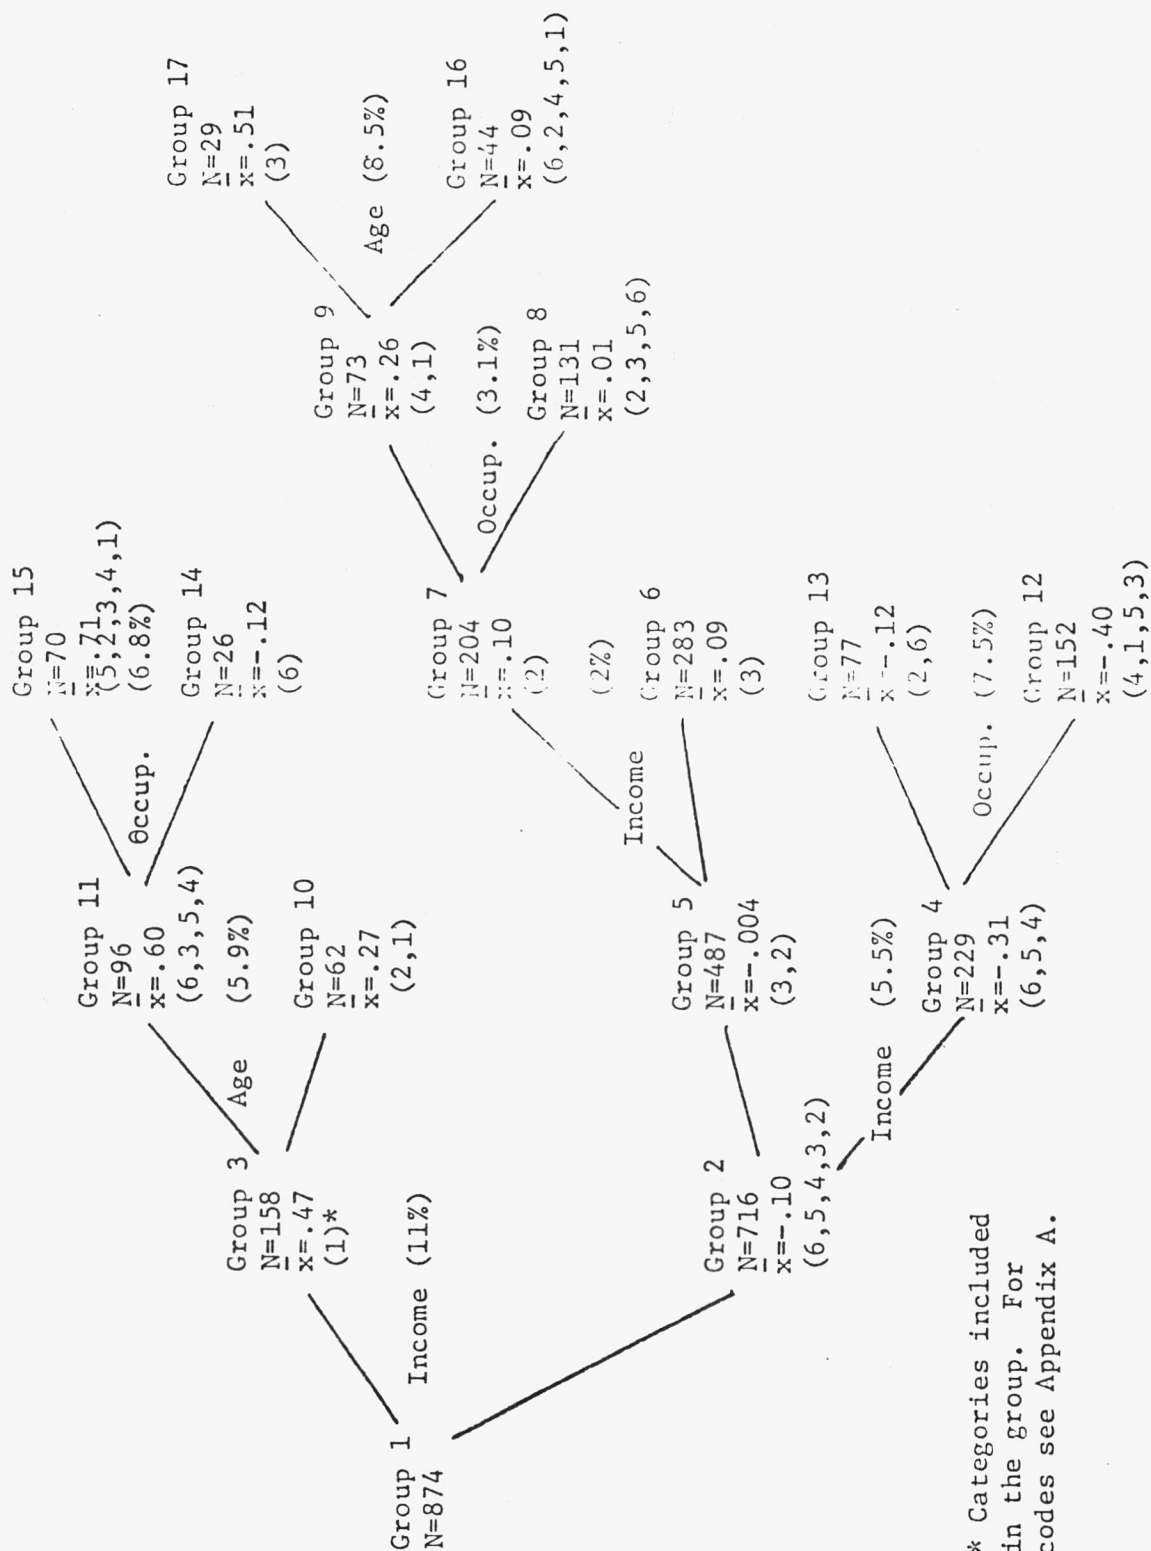 Group 1
N=874
Income (11%)
Group 3
N=158
x=.47
(1)*
Group 2
N=716
x=-.10
(6,5,4,3,2)
Age
(5.9%)
Group 11
N=96
x=.60
(6,3,5,4)
Group 10
N=62
x=.27
(2,1)
Income
(5.5%)
Group 5
N=487
x=-.004
(3,2)
Group 4
N=229
x=-.31
(6,5,4)
Occup.
Group 15
N=70
x=.71
(5,2,3,4,1)
(6.8%)
Group 14
N=26
x=-.12
(6)
Income
(2%)
Group 7
N=204
x=.10
(2)
Group 6
N=283
x=.09
(3)
Occup. (7.5%)
Group 13
N=77
x--.12
(2,6)
Group 12
N=152
x=-.40
(4,1,5,3)
Occup. (3.1%)
Group 9
N=73
x=.26
(4,1)
Group 8
N=131
x=.01
(2,3,5,6)
Age (8.5%)
Group 17
N=29
x=.51
(3)
Group 16
N=44
x=.09
(6,2,4,5,1)
* Categories included
in the group. For
codes see Appendix A.